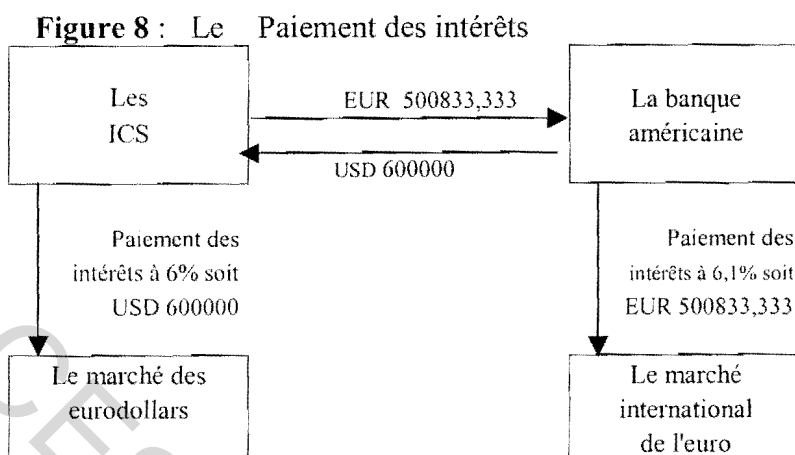 Figure 8 : Le Paiement des intérêts
Les
ICS
EUR 500833,333
USD 600000
La banque
américaine
Paiement des
intérêts à 6% soit
USD 600000
Paiement des
intérêts à 6,1% soit
EUR 500833,333
Le marché des
eurodollars
Le marché
international
de l'euro